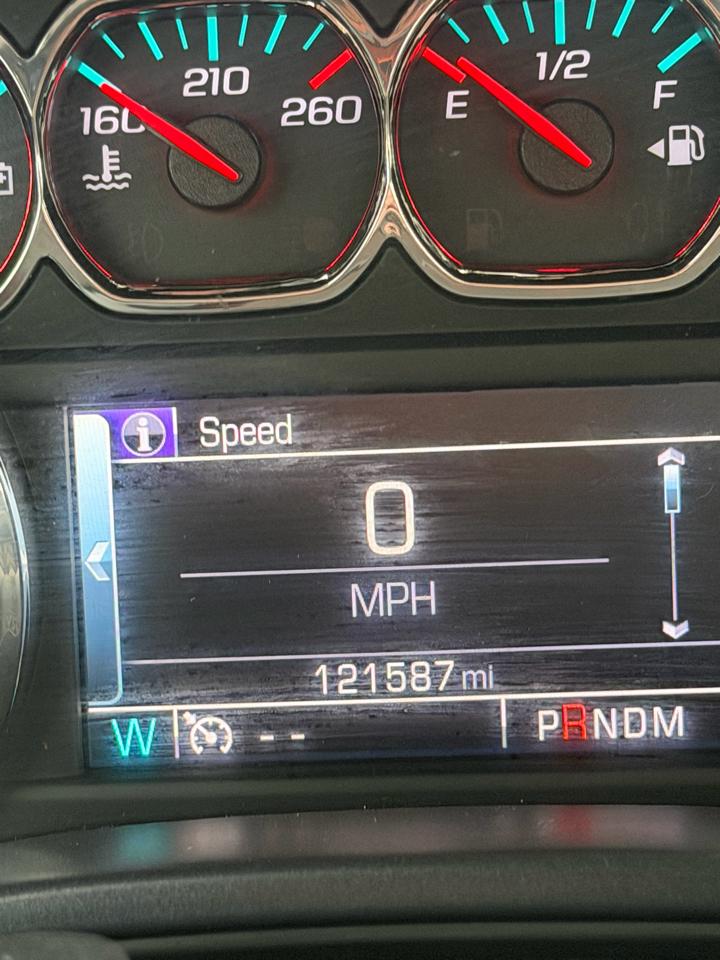 210
1/2
160
260
E
F
Speed
0
MPH
121587 mi
W
--
PRNDM